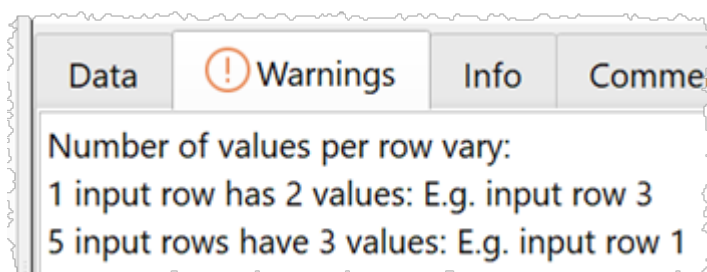 Data Warnings Info Comme
Number of values per row vary:
1 input row has 2 values: E.g. input row 3
5 input rows have 3 values: E.g. input row 1